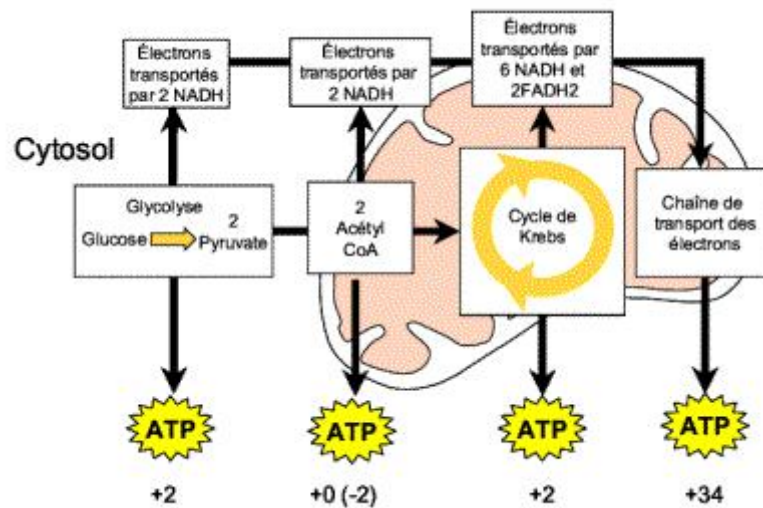 Électrons
transportés
par 2 NADH
Électrons
transportés par
2 NADH
Électrons
transportés par
6 NADH et
2FADH2
Cytosol
Glycolyse
Glucose
2
Pyruvate
2
Acétyl
CoA
Cycle de
Krebs
Chaîne de
transport des
électrons
ATP
ATP
ATP
ATP
+2
+0 (-2)
+2
+34